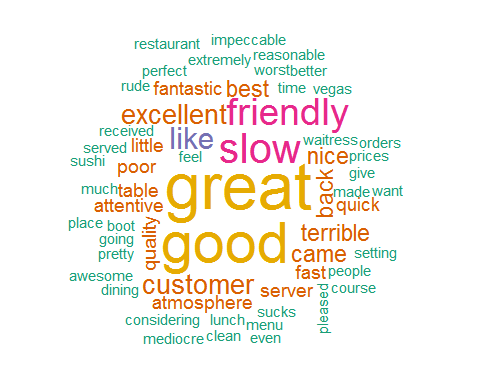 restaurant impeccable
extremely reasonable
perfect worst better
rude fantastic best time vegas
excellent friendly
received like slow waitress orders
served little nice prices
sushi poor feel give
great
much table back made want
attentive quick
place boot quality good terrible
going came setting
pretty fast people
awesome customer server course
dining atmosphere pleased
considering lunch sucks
menu
mediocre clean even